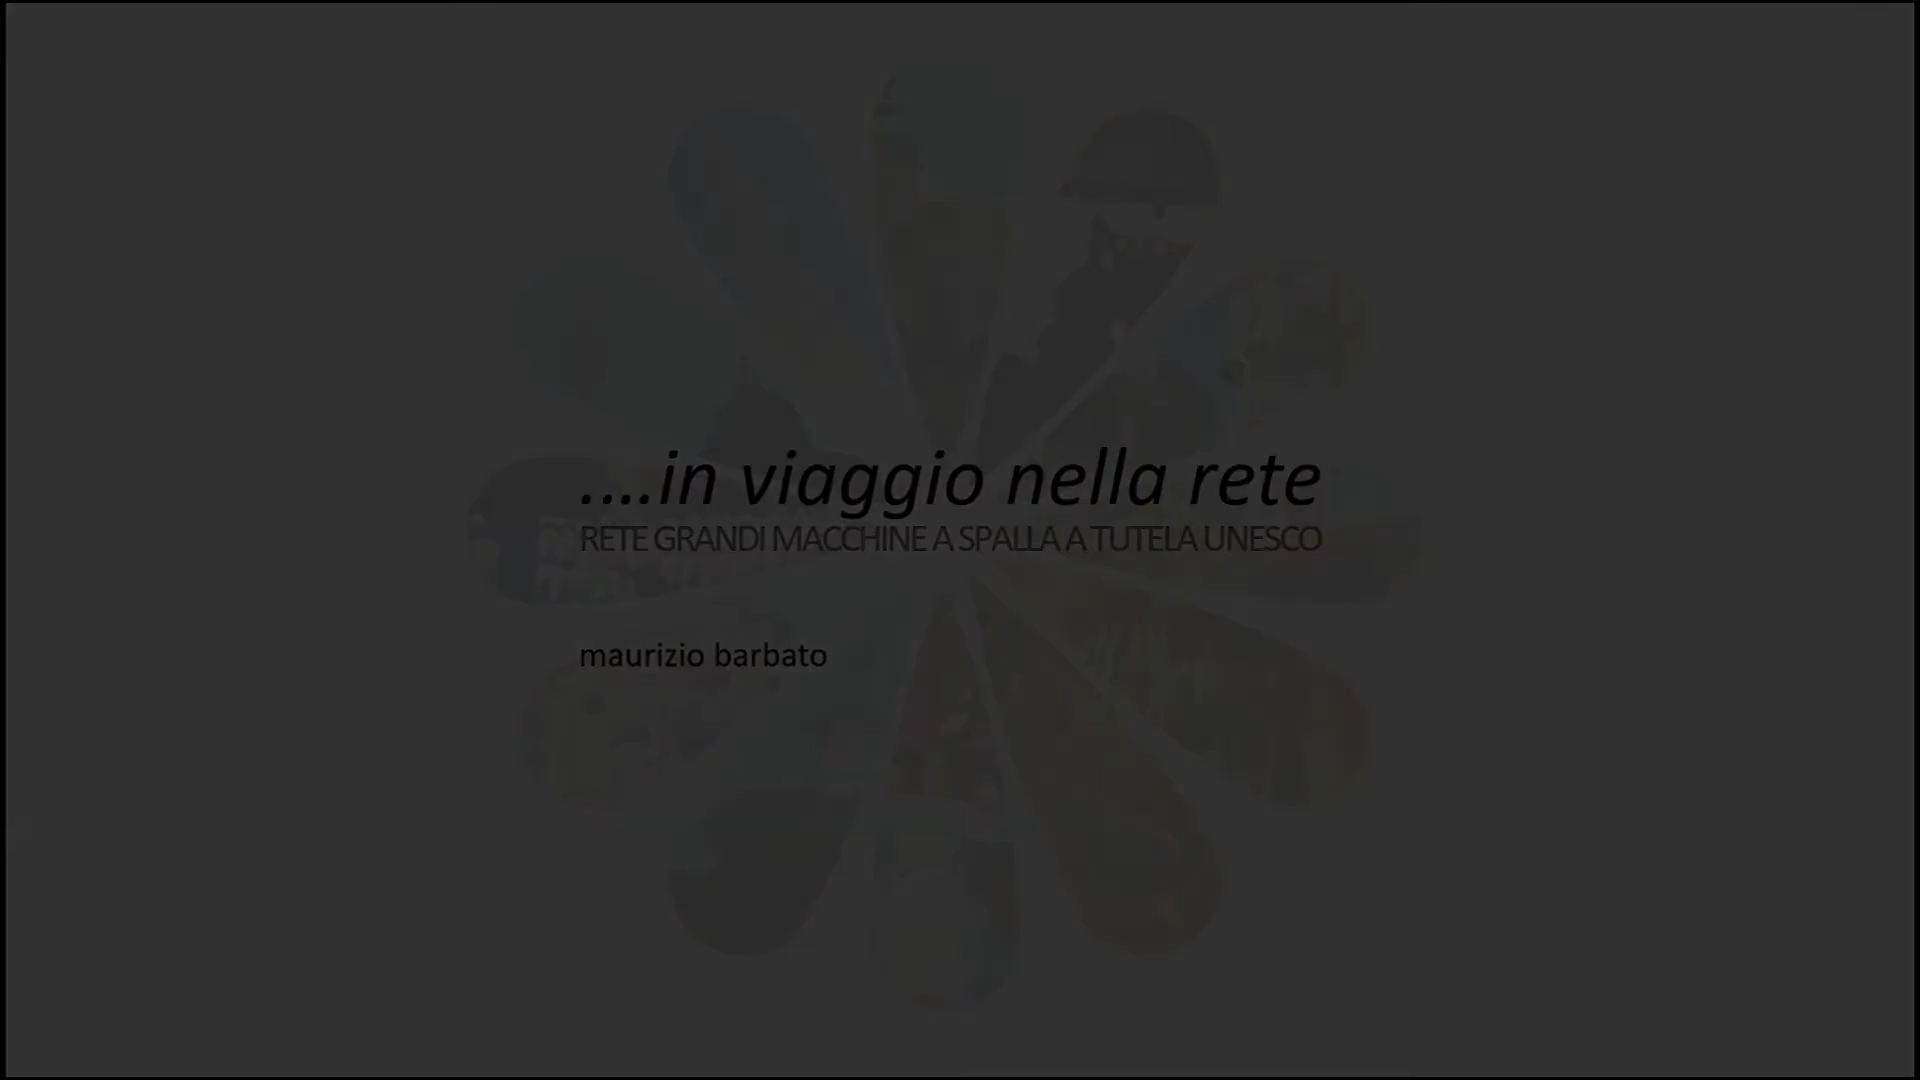 ....in viaggio nella rete
RETE GRANDI MACCHINE A SPALLA A TUTELA UNESCO
maurizio barbato